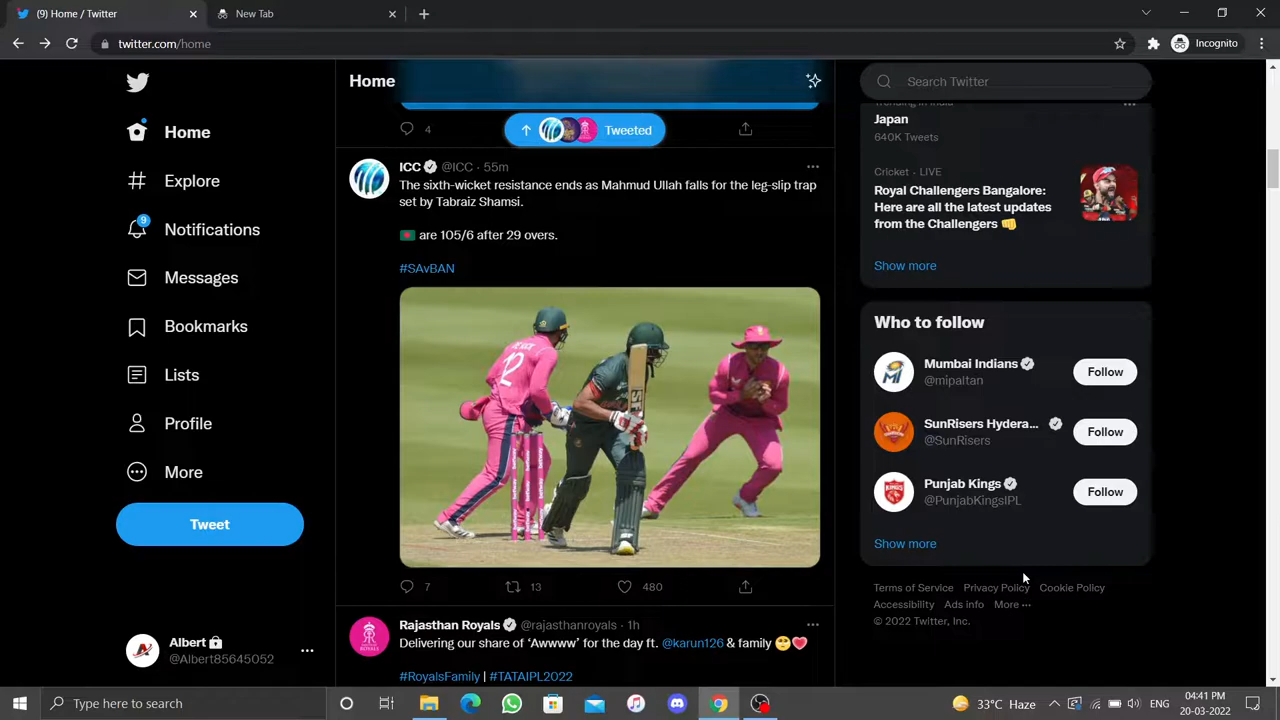 (9) Home / Twitter
New Tab
twitter.com/home
Incognito
Home
Explore
9
Notifications
Messages
Bookmarks
Lists
Profile
More
Tweet
Albert
@Albert85645052
Home
4
Tweeted
ICC @ICC · 55m
The sixth-wicket resistance ends as Mahmud Ullah falls for the leg-slip trap
set by Tabraiz Shamsi.
are 105/6 after 29 overs.
#SAvBAN
12
7
13
480
Rajasthan Royals @rajasthanroyals · 1h
Delivering our share of ‘Awwww’ for the day ft. @karun126 & family 🥺❤️
#RoyalsFamily | #TATAIPL2022
Search Twitter
Trending in India
Japan
640K Tweets
Cricket · LIVE
Royal Challengers Bangalore:
Here are all the latest updates
from the Challengers 👊
Show more
Who to follow
Mumbai Indians
@mipaltan
Follow
SunRisers Hydera...
@SunRisers
Follow
Punjab Kings
@PunjabKingsIPL
Follow
Show more
Terms of Service Privacy Policy Cookie Policy
Accessibility Ads info More ···
© 2022 Twitter, Inc.
Type here to search
33°C Haze
04:41 PM
20-03-2022